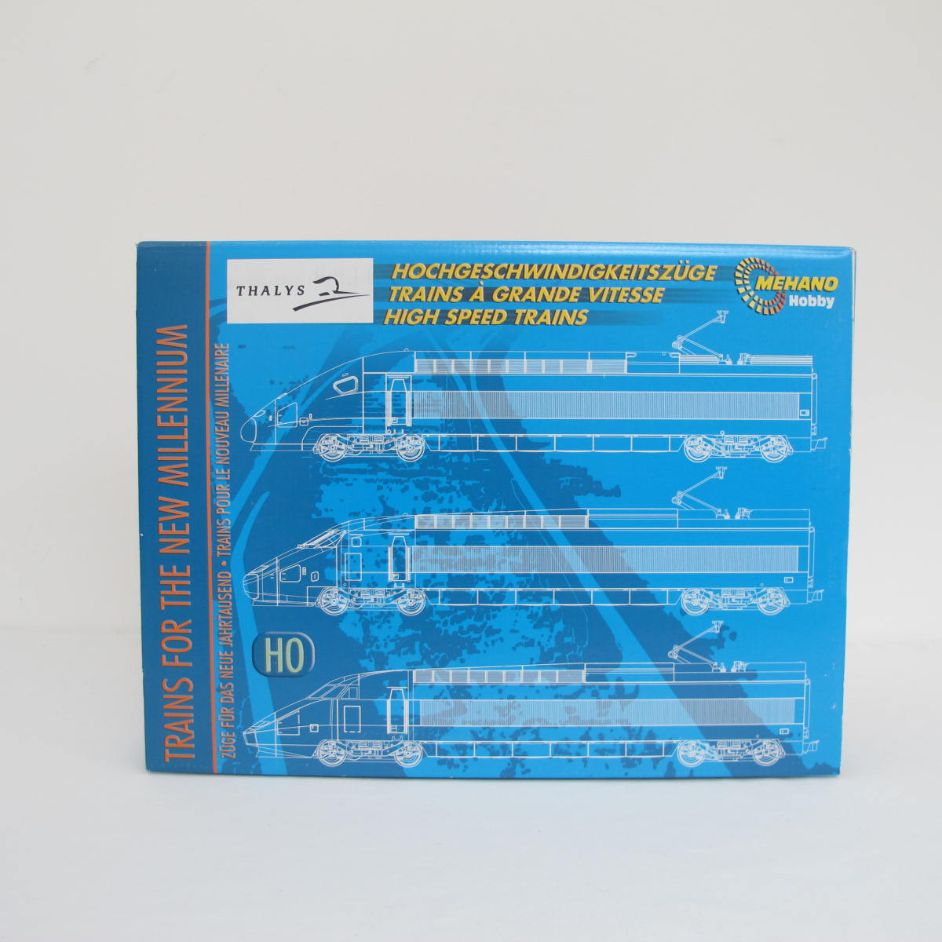 THALYS
HOCHGESCHWINDIGKEITSZÜGE
TRAINS À GRANDE VITESSE
HIGH SPEED TRAINS
MEHANO
Hobby
TRAINS FOR THE NEW MILLENNIUM
ZÜGE FÜR DAS NEUE JAHRTAUSEND • TRAINS POUR LE NOUVEAU MILLENAIRE
HO